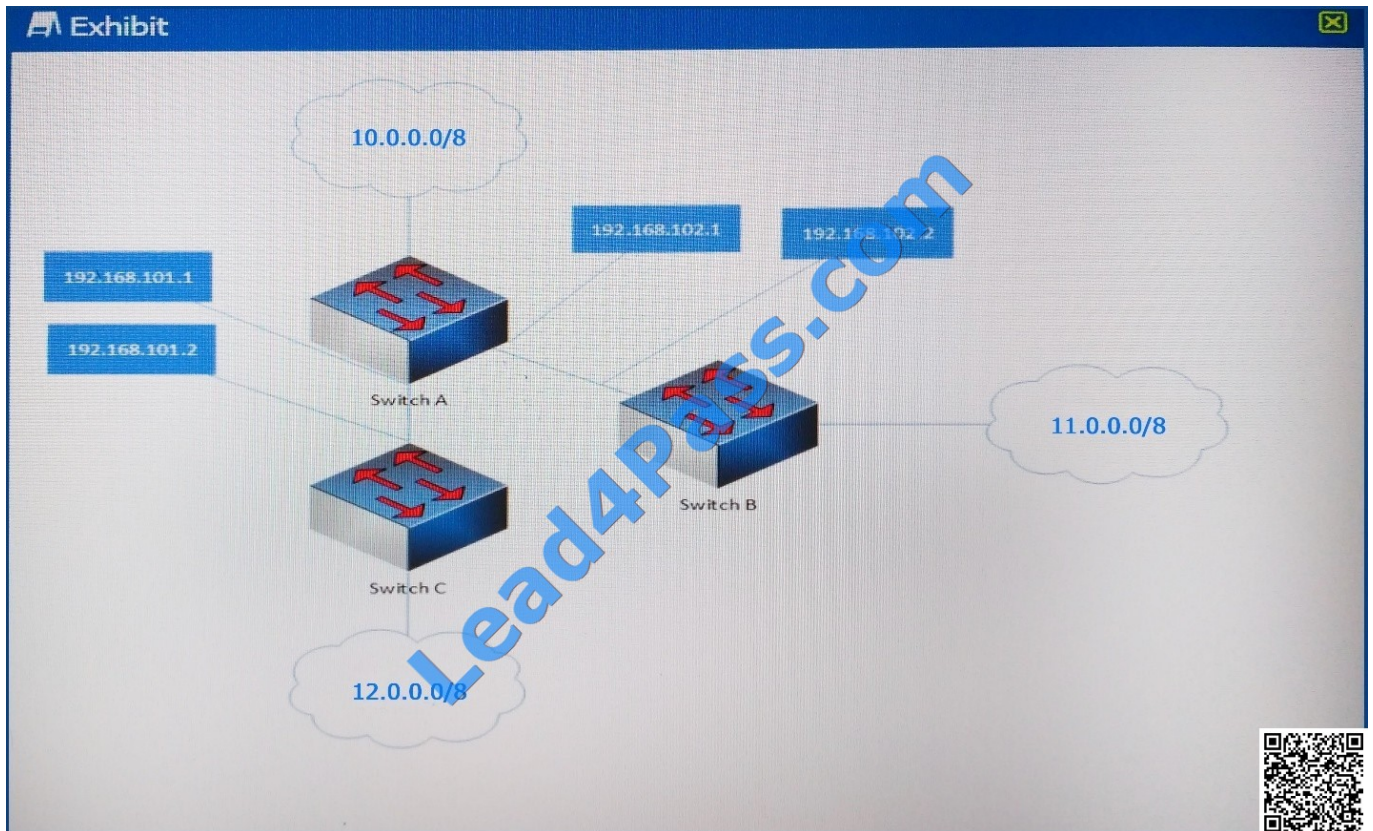 Exhibit
10.0.0.0/8
192.168.102.1
192.168.102.2
192.168.101.1
192.168.101.2
Switch A
11.0.0.0/8
Switch B
Switch C
12.0.0.0/8
Lead4Pass.com